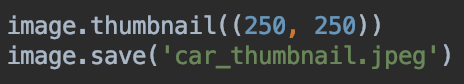 image.thumbnail((250, 250))
image.save('car_thumbnail.jpeg')